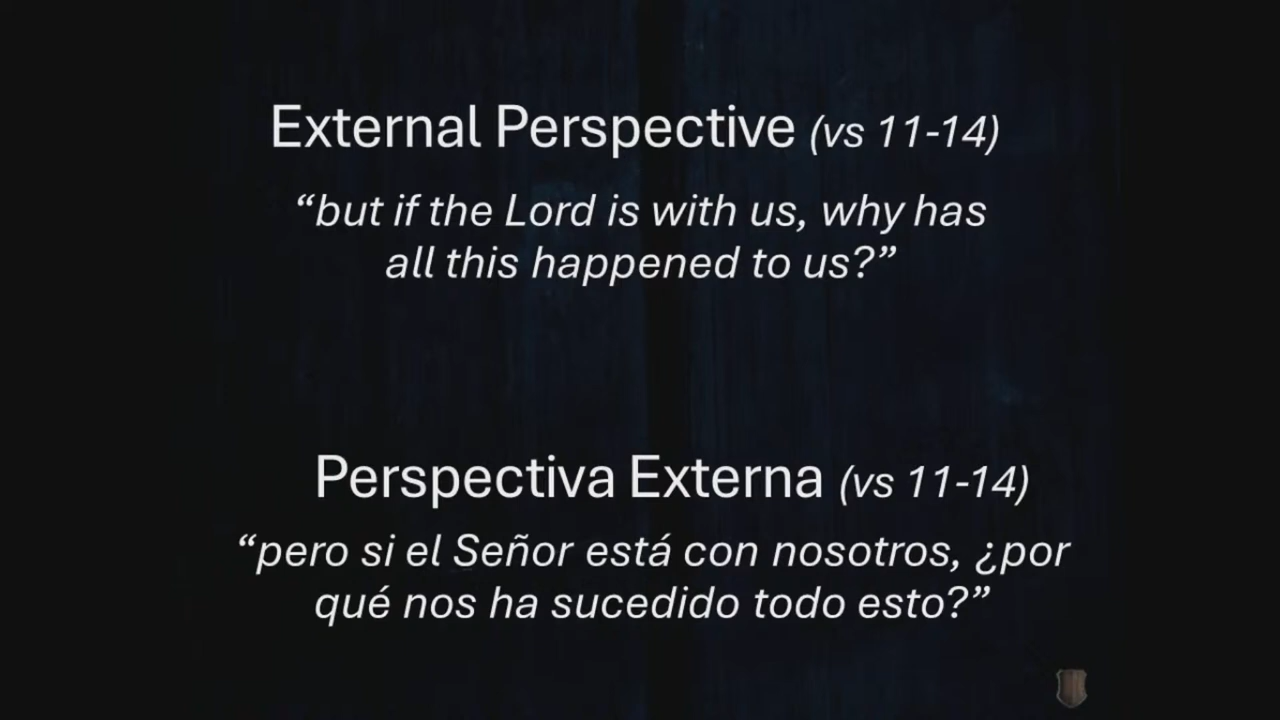 External Perspective (vs 11-14)
“but if the Lord is with us, why has
all this happened to us?”
Perspectiva Externa (vs 11-14)
“pero si el Señor está con nosotros, ¿por
qué nos ha sucedido todo esto?”